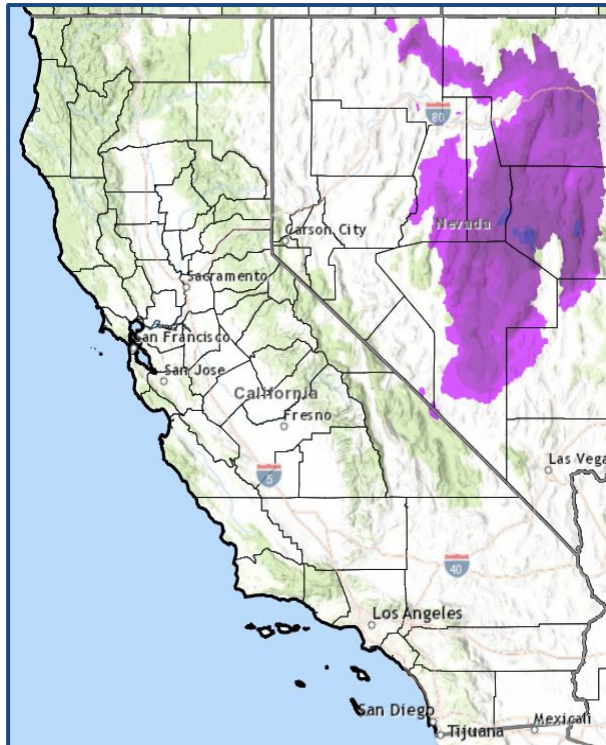 80
Carson City
Nevada
Sacramento
San Francisco
San Jose
California
Fresno
5
Las Vega
40
Los Angeles
San Diego
Tijuana
Mexicali